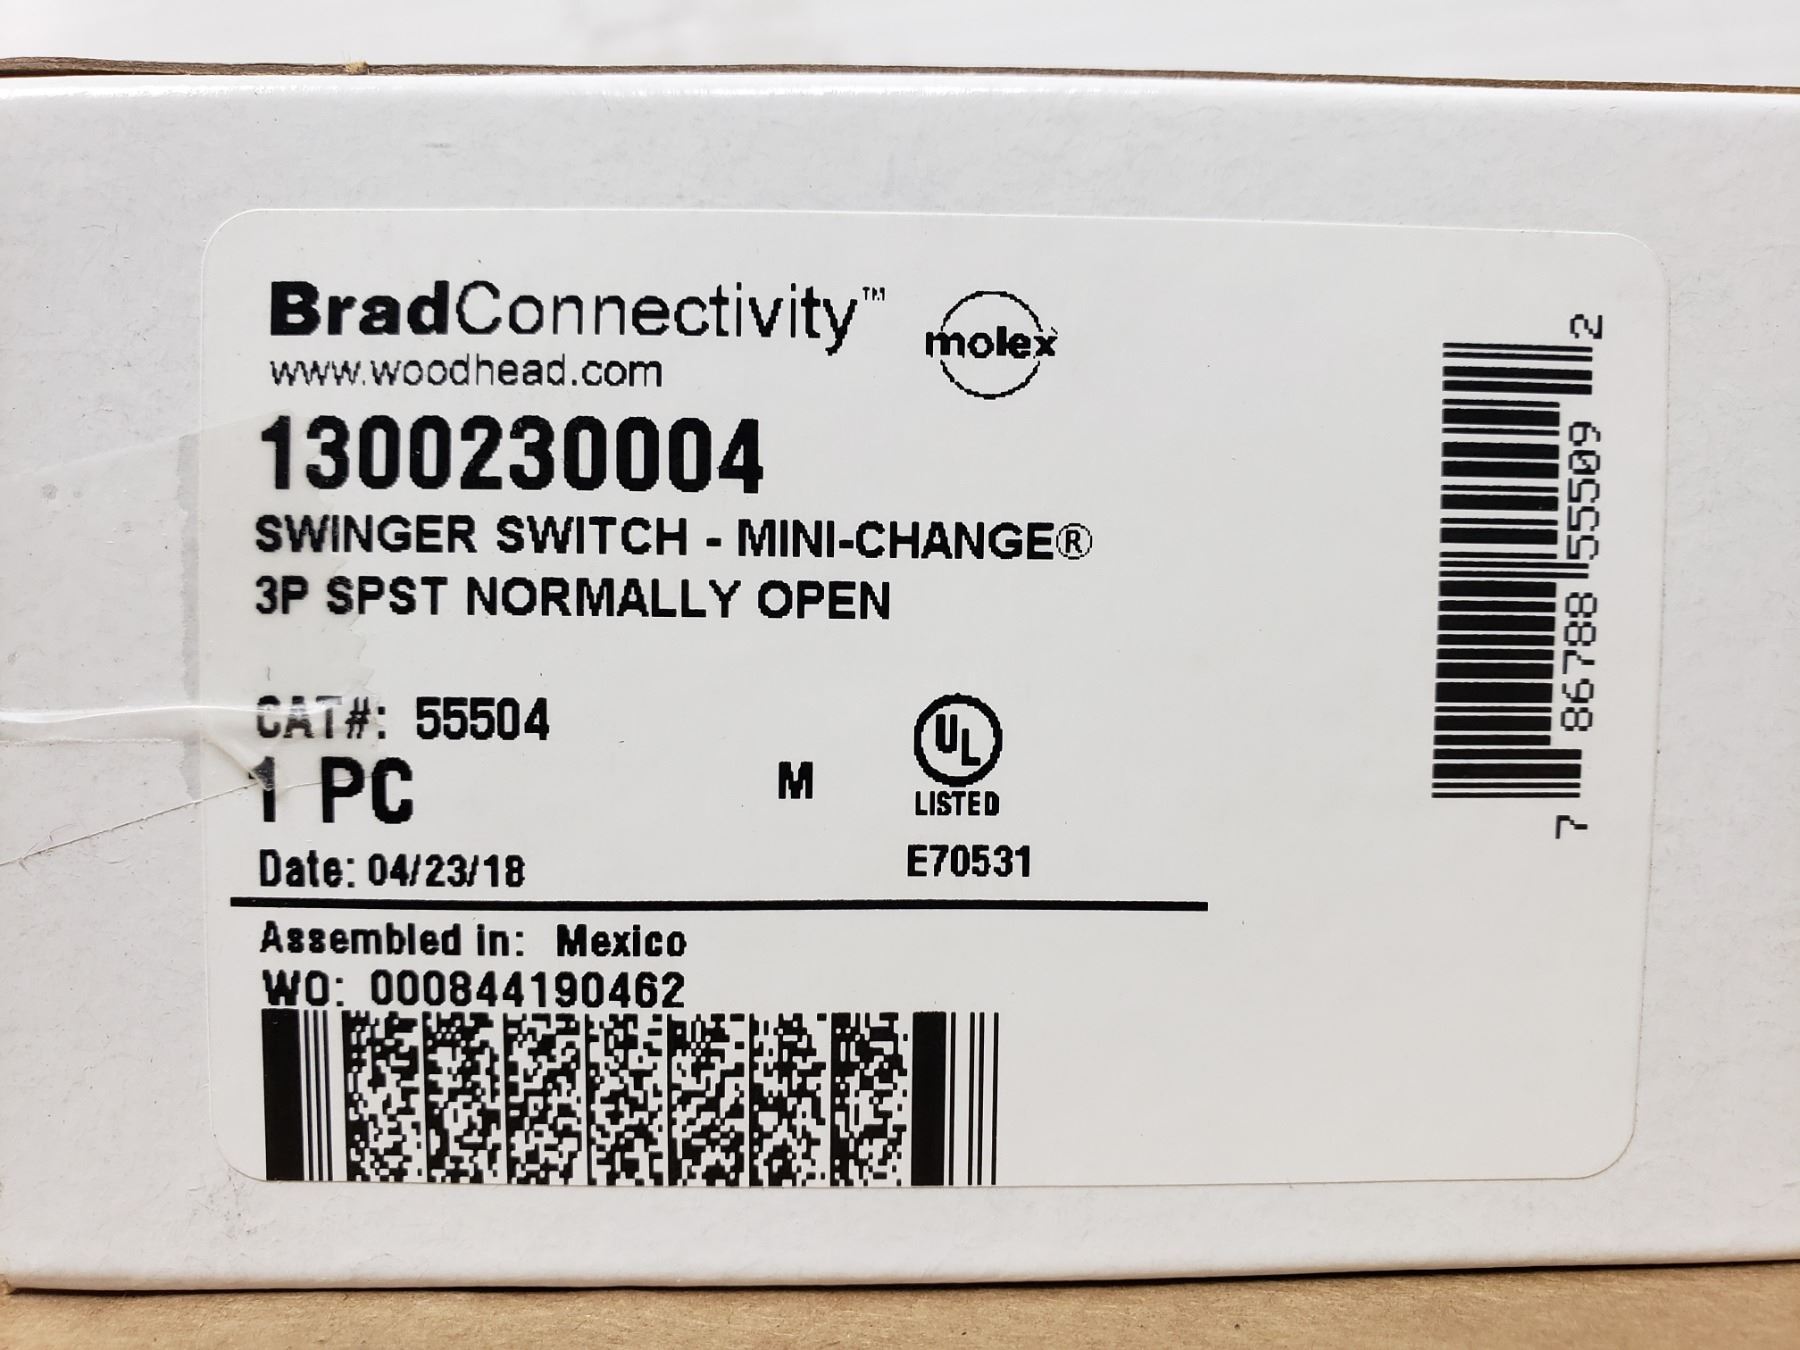 BradConnectivity™
molex
www.woodhead.com
1300230004
SWINGER SWITCH - MINI-CHANGE®
3P SPST NORMALLY OPEN
CAT#: 55504
1 PC
M
UL
LISTED
Date: 04/23/18
E70531
Assembled in: Mexico
WO: 000844190462
7 86788 55509 2